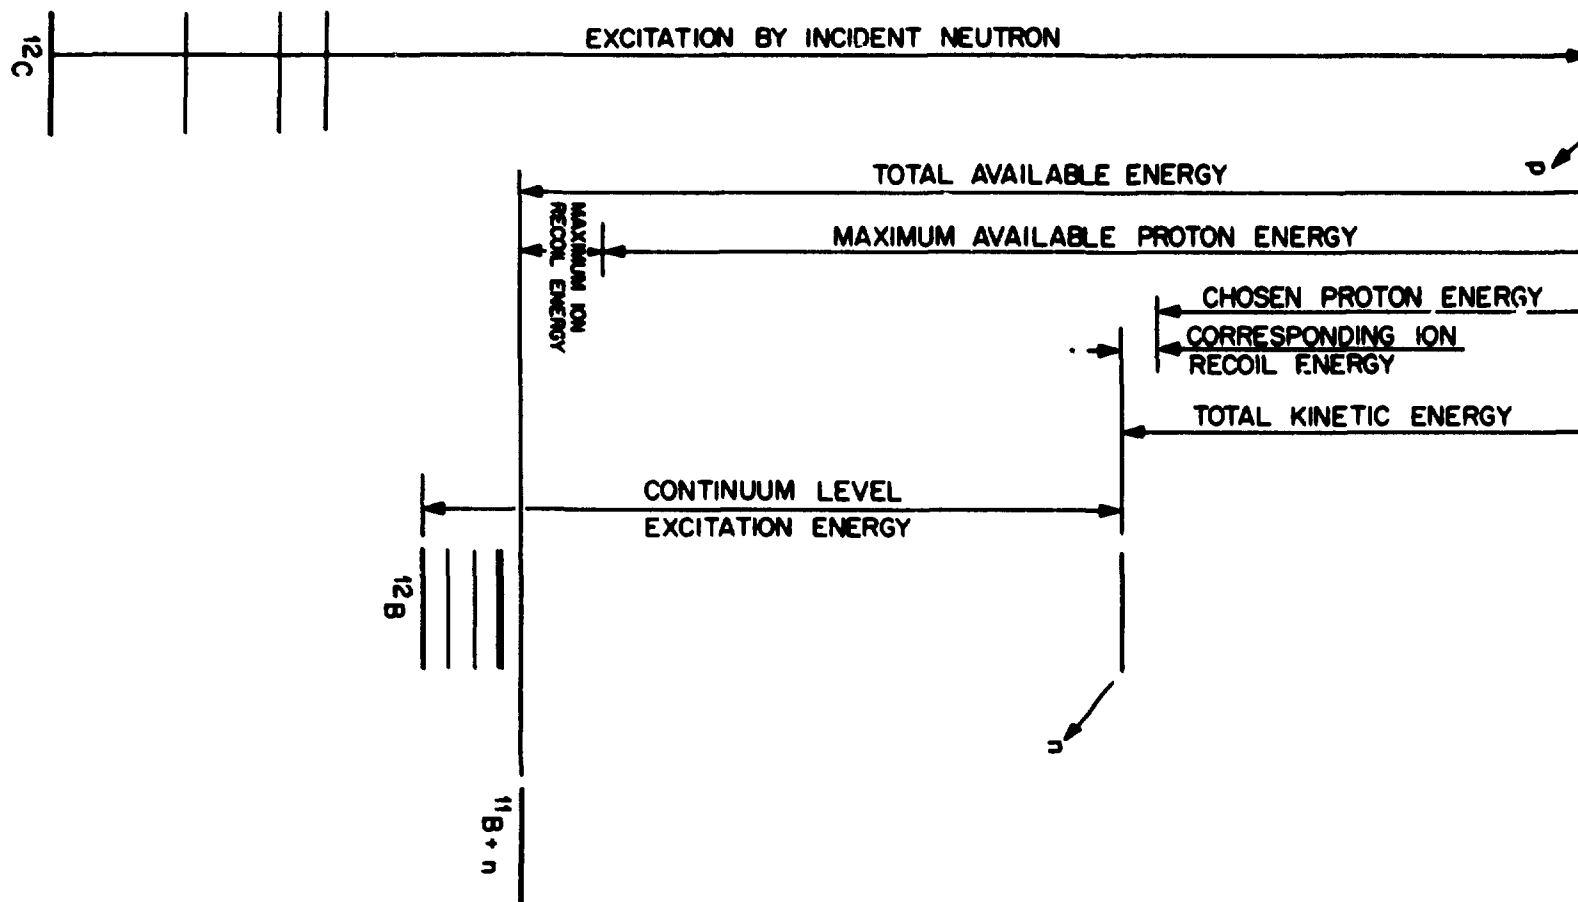 EXCITATION BY INCIDENT NEUTRON
12C
p
TOTAL AVAILABLE ENERGY
MAXIMUM ION
RECOIL ENERGY
MAXIMUM AVAILABLE PROTON ENERGY
CHOSEN PROTON ENERGY
CORRESPONDING ION
RECOIL ENERGY
TOTAL KINETIC ENERGY
CONTINUUM LEVEL
EXCITATION ENERGY
12B
n
11B + n